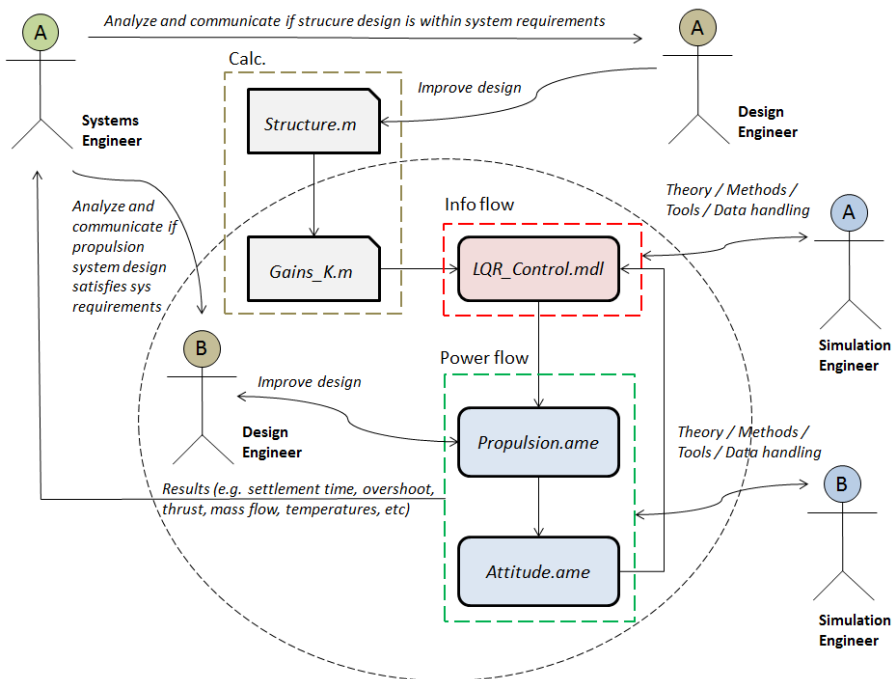 Analyze and communicate if strucure design is within system requirements
A
A
Calc.
Improve design
Structure.m
Systems
Engineer
Design
Engineer
Theory / Methods /
Tools / Data handling
Info flow
Analyze and
communicate if
propulsion
system design
satisfies sys
requirements
A
Gains_K.m
LQR_Control.mdl
Simulation
Engineer
B
Power flow
Improve design
Design
Engineer
Propulsion.ame
Theory / Methods /
Tools / Data handling
Results (e.g. settlement time, overshoot,
thrust, mass flow, temperatures, etc)
B
Attitude.ame
Simulation
Engineer